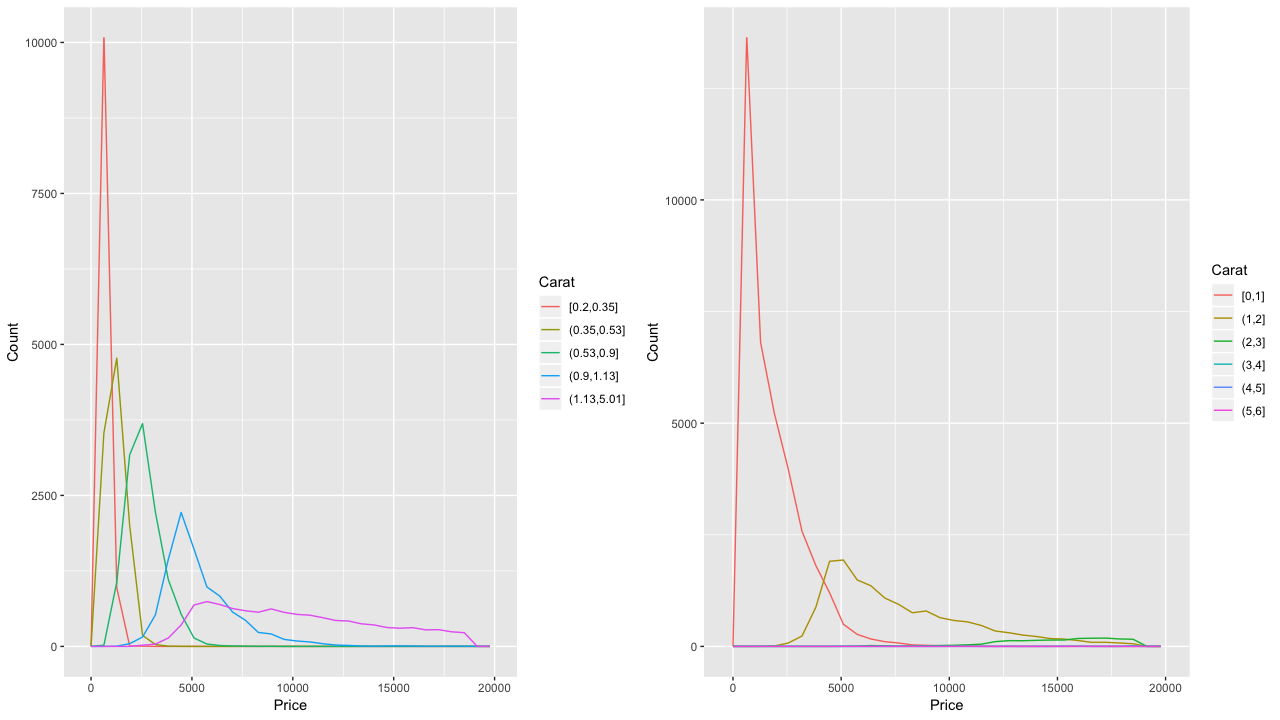 10000
7500
5000
2500
0
Count
0 5000 10000 15000 20000
Price
Carat
[0.2,0.35]
(0.35,0.53]
(0.53,0.9]
(0.9,1.13]
(1.13,5.01]
10000
5000
0
Count
0 5000 10000 15000 20000
Price
Carat
[0,1]
(1,2]
(2,3]
(3,4]
(4,5]
(5,6]